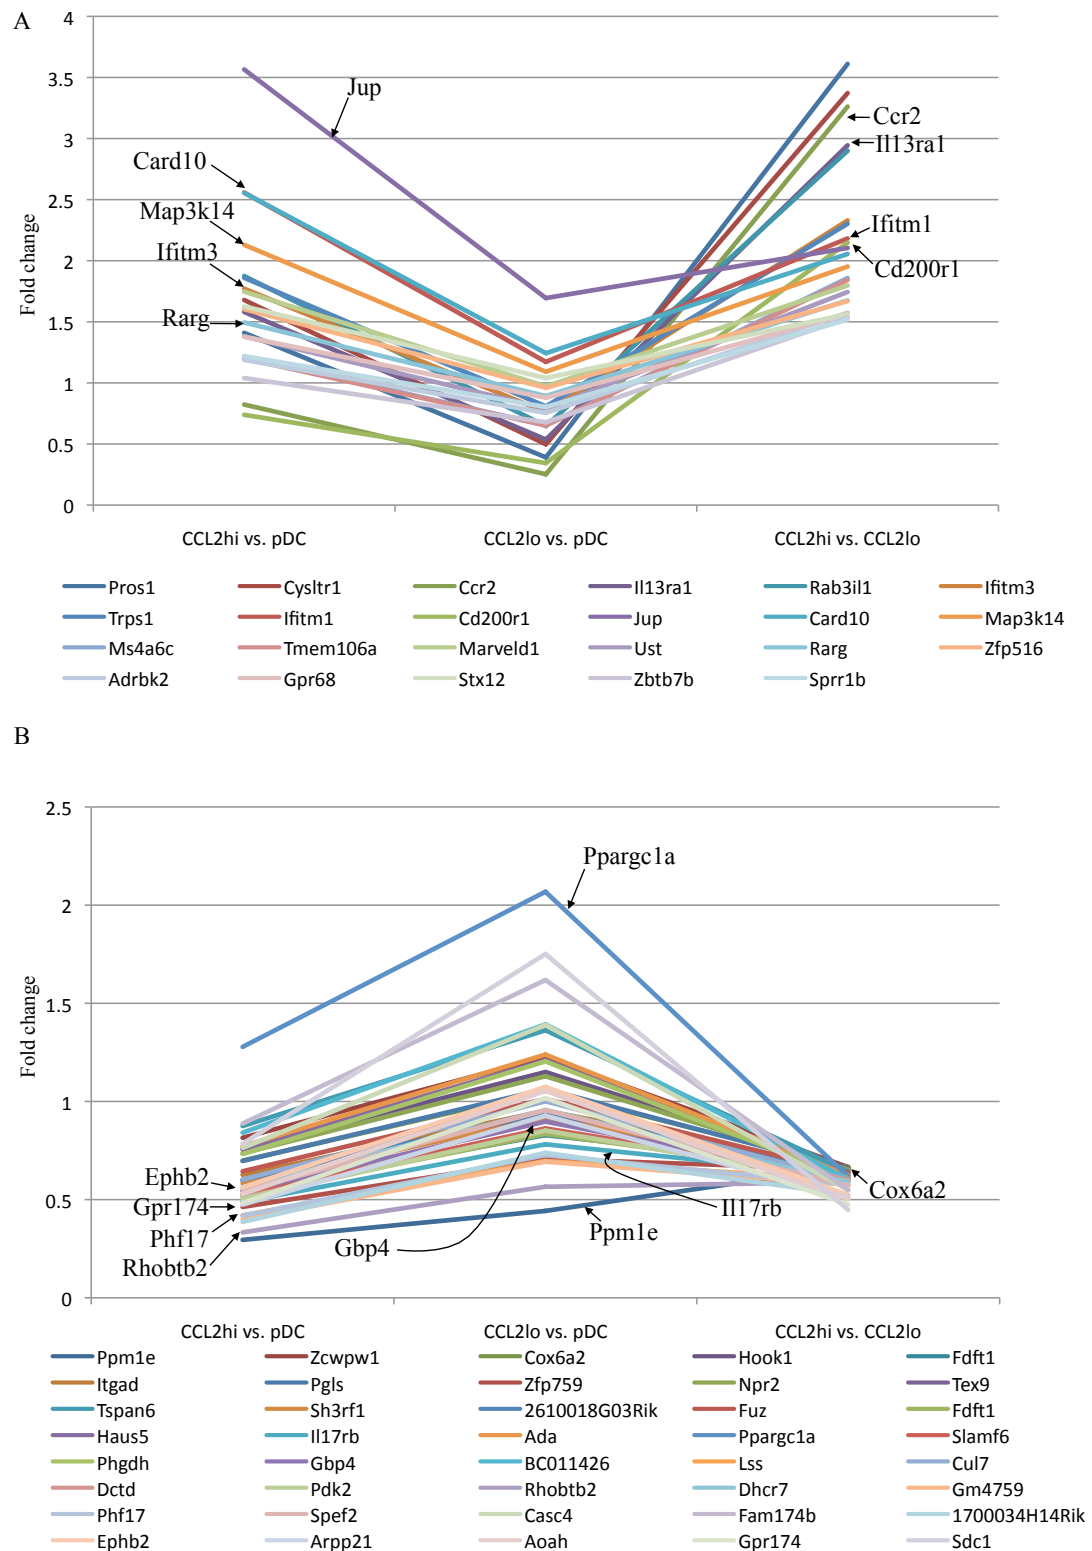 A
4
3.5
3
2.5
2
1.5
1
0.5
0
Fold change
Jup
Card10
Map3k14
Ifitm3
Rarg
Ccr2
Il13ra1
Ifitm1
Cd200r1
CCL2hi vs. pDC CCL2lo vs. pDC CCL2hi vs. CCL2lo
Pros1 Cysltr1 Ccr2 Il13ra1 Rab3il1 Ifitm3
Trps1 Ifitm1 Cd200r1 Jup Card10 Map3k14
Ms4a6c Tmem106a Marveld1 Ust Rarg Zfp516
Adrbk2 Gpr68 Stx12 Zbtb7b Sprr1b
B
2.5
2
1.5
1
0.5
0
Fold change
Ppargc1a
Ephb2
Gpr174
Phf17
Rhobtb2
Gbp4
Ppm1e
Il17rb
Cox6a2
CCL2hi vs. pDC CCL2lo vs. pDC CCL2hi vs. CCL2lo
Ppm1e Zcwpw1 Cox6a2 Hook1 Fdft1
Itgad Pgls Zfp759 Npr2 Tex9
Tspan6 Sh3rf1 2610018G03Rik Fuz Fdft1
Haus5 Il17rb Ada Ppargc1a Slamf6
Phgdh Gbp4 BC011426 Lss Cul7
Dctd Pdk2 Rhobtb2 Dhcr7 Gm4759
Phf17 Spef2 Casc4 Fam174b 1700034H14Rik
Ephb2 Arpp21 Aoah Gpr174 Sdc1